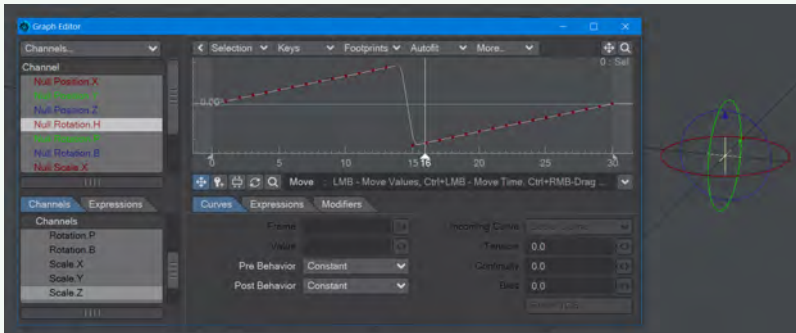 Graph Editor
Channels...
< Selection Keys Footprints Autofit More...
Channel
0 : Sel
Null Position.X
Null Position.Z
0.00°
Null Rotation.H
Null Rotation.B
Null Scale.X
0 5 10 15 16 20 25 30
Move : LMB - Move Values, Ctrl+LMB - Move Time, Ctrl+RMB-Drag ...
Channels Expressions
Curves Expressions Modifiers
Channels
Frame
Incoming Curve
Rotation.P
Value
Tension 0.0
Rotation.B
Pre Behavior Constant
Continuity 0.0
Scale.X
Post Behavior Constant
Bias 0.0
Scale.Y
Scale.Z